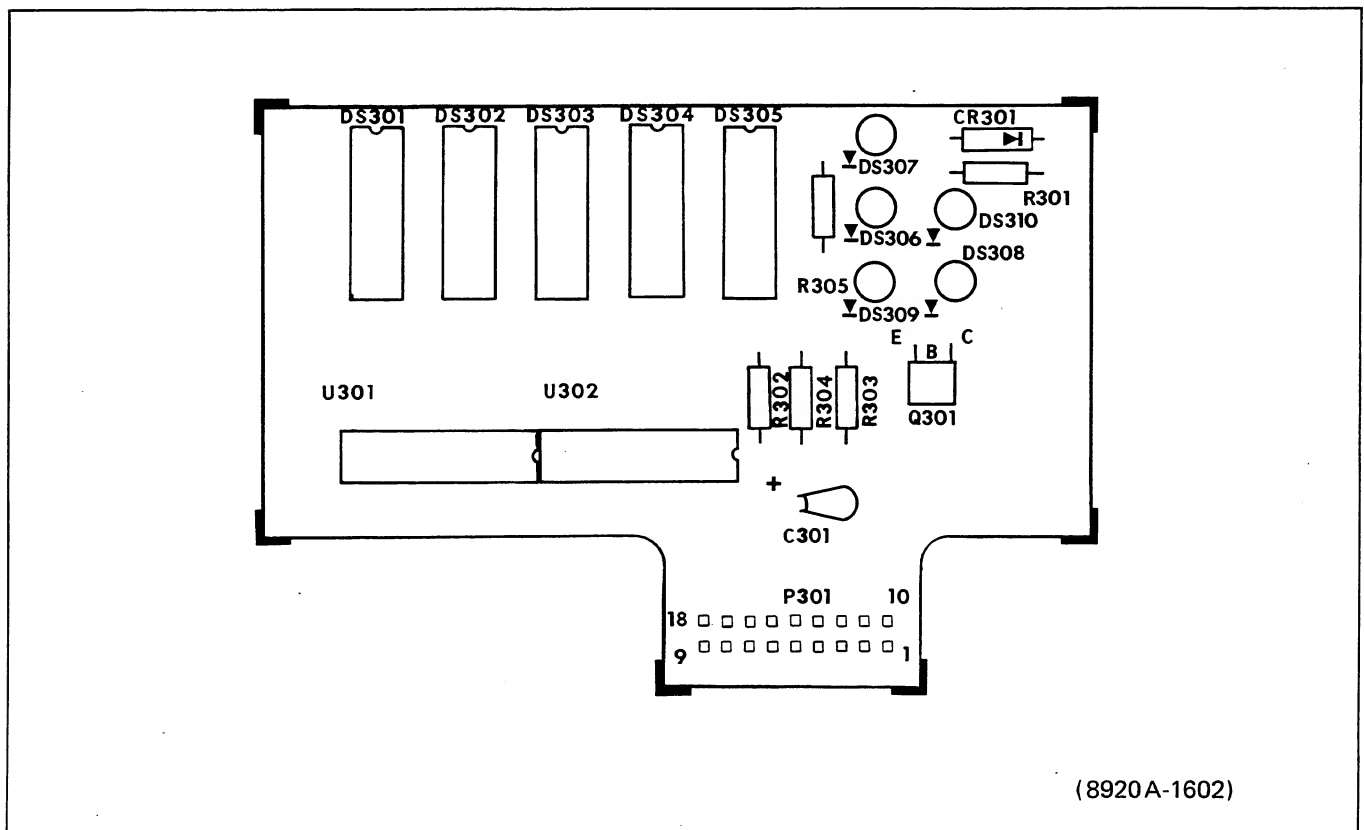 DS301 DS302 DS303 DS304 DS305
CR301
DS307
R301
DS310
DS306
DS308
R305
DS309
E B C
U301 U302
R302
R304
R303
Q301
+
C301
P301 10
18
9 1
(8920A-1602)